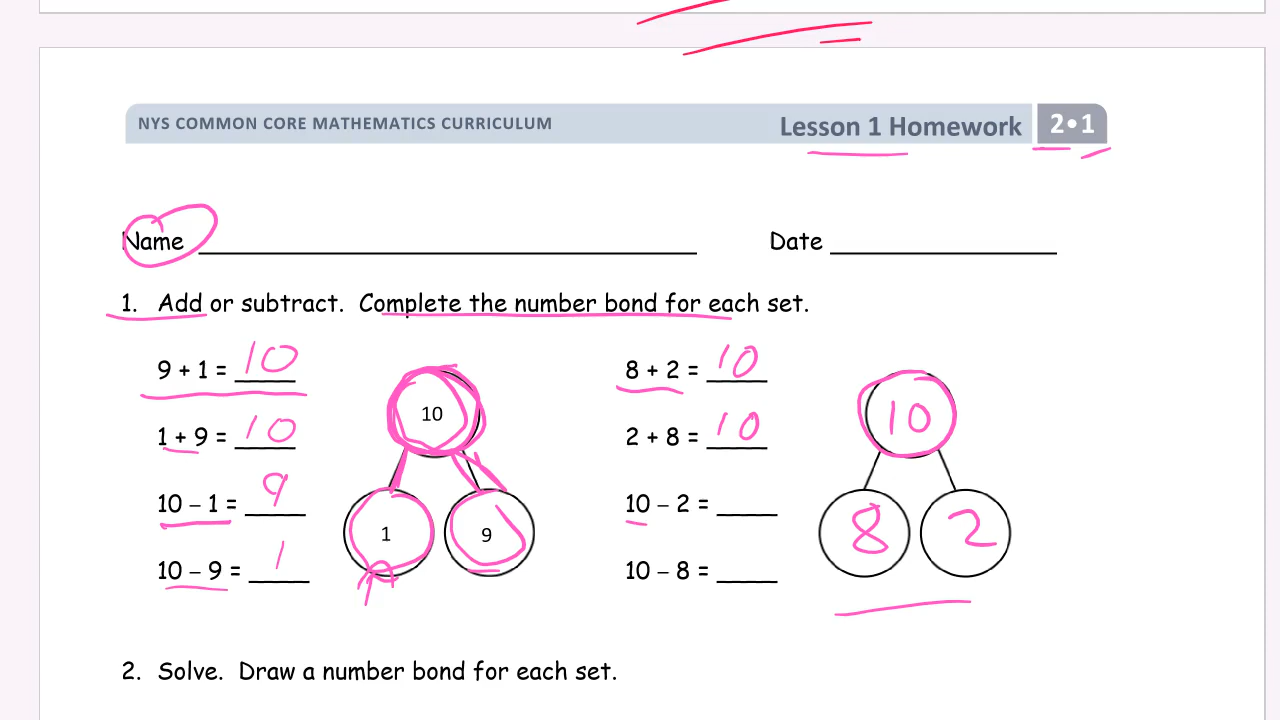 NYS COMMON CORE MATHEMATICS CURRICULUM Lesson 1 Homework 2•1
Name Date
1. Add or subtract. Complete the number bond for each set.
9 + 1 = 10
1 + 9 = 10
10 – 1 = 9
10 – 9 = 1
10
1 9
8 + 2 = 10
2 + 8 = 10
10 – 2 =
10 – 8 =
10
8 2
2. Solve. Draw a number bond for each set.